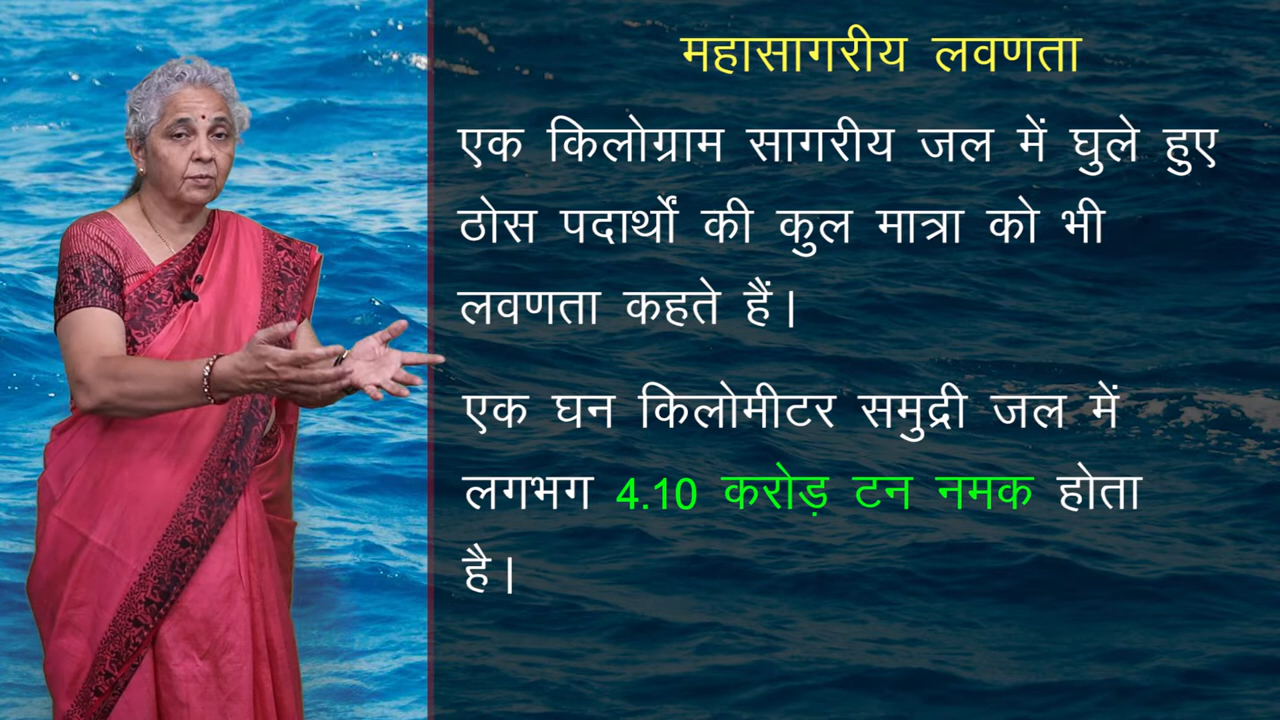 महासागरीय लवणता
एक किलोग्राम सागरीय जल में घुले हुए
ठोस पदार्थों की कुल मात्रा को भी
लवणता कहते हैं।
एक घन किलोमीटर समुद्री जल में
लगभग 4.10 करोड़ टन नमक होता
है।